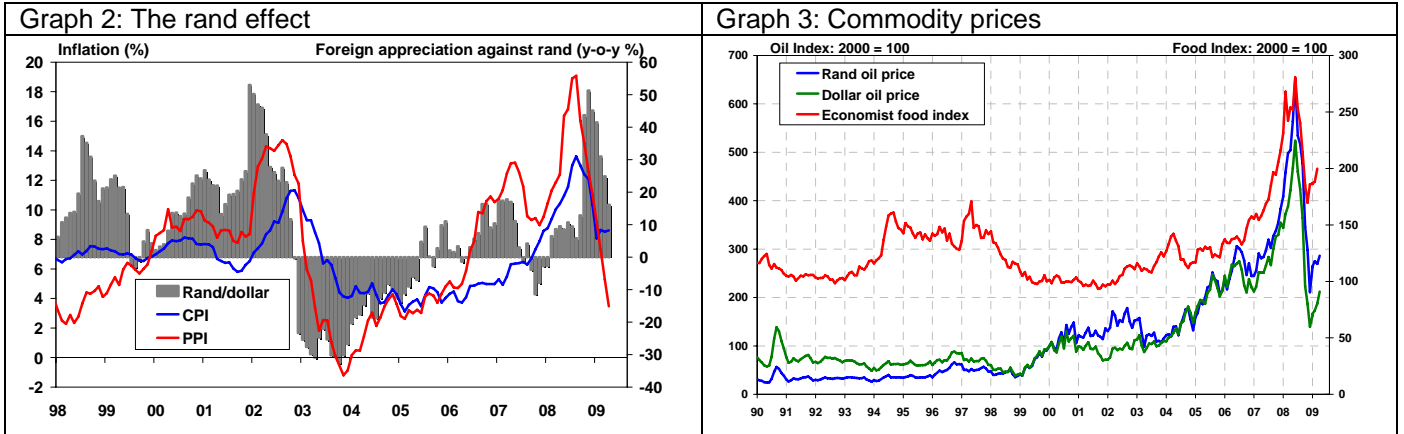 Graph 2: The rand effect
Inflation (%) Foreign appreciation against rand (y-o-y %)
20 60
18 50
16 40
14 30
12 20
10 10
8 0
6 -10
4 -20
2 -30
0 -40
-2
Rand/dollar
CPI
PPI
98 99 00 01 02 03 04 05 06 07 08 09
Graph 3: Commodity prices
Oil Index: 2000 = 100 Food Index: 2000 = 100
700 300
600 250
500 200
400 150
300 100
200 50
100 0
0
Rand oil price
Dollar oil price
Economist food index
90 91 92 93 94 95 96 97 98 99 00 01 02 03 04 05 06 07 08 09